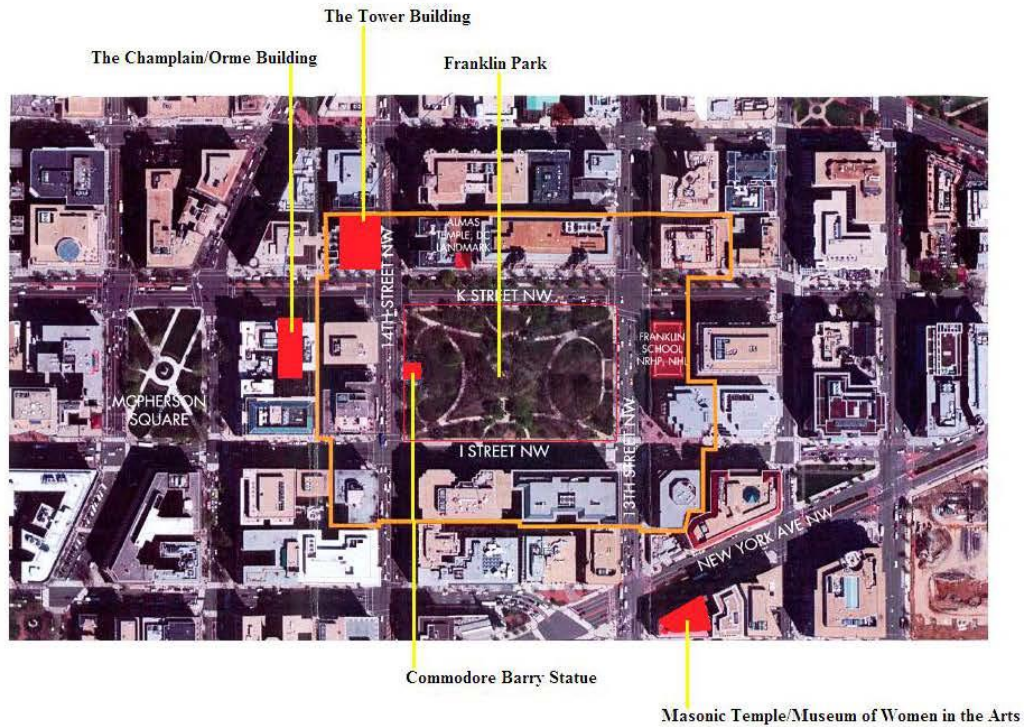 The Tower Building
The Champlain/Orme Building
Franklin Park
ALMAS
TEMPLE, DC
LANDMARK
14TH STREET NW
K STREET NW
FRANKLIN
SCHOOL
NRHP, NHL
MCPHERSON
SQUARE
13TH STREET NW
I STREET NW
NEW YORK AVE NW
Commodore Barry Statue
Masonic Temple/Museum of Women in the Arts